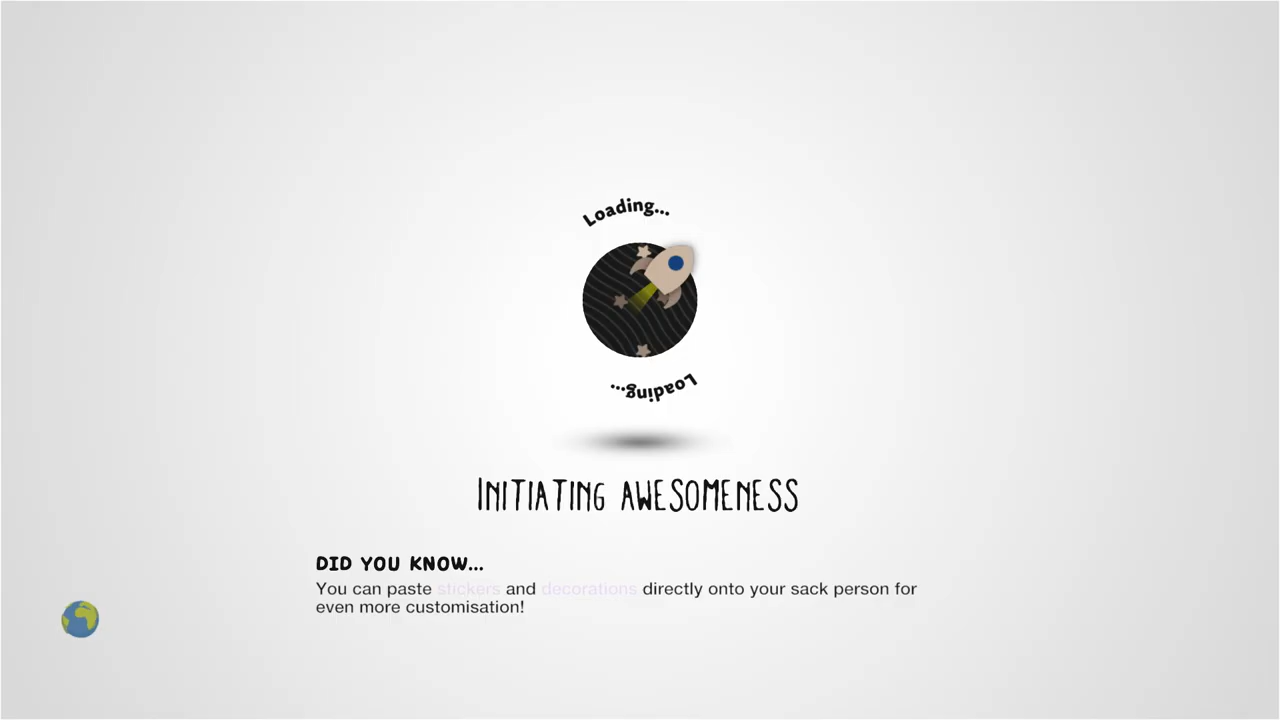 Loading...
Loading...
INITIATING AWESOMENESS
DID YOU KNOW...
You can paste stickers and decorations directly onto your sack person for
even more customisation!